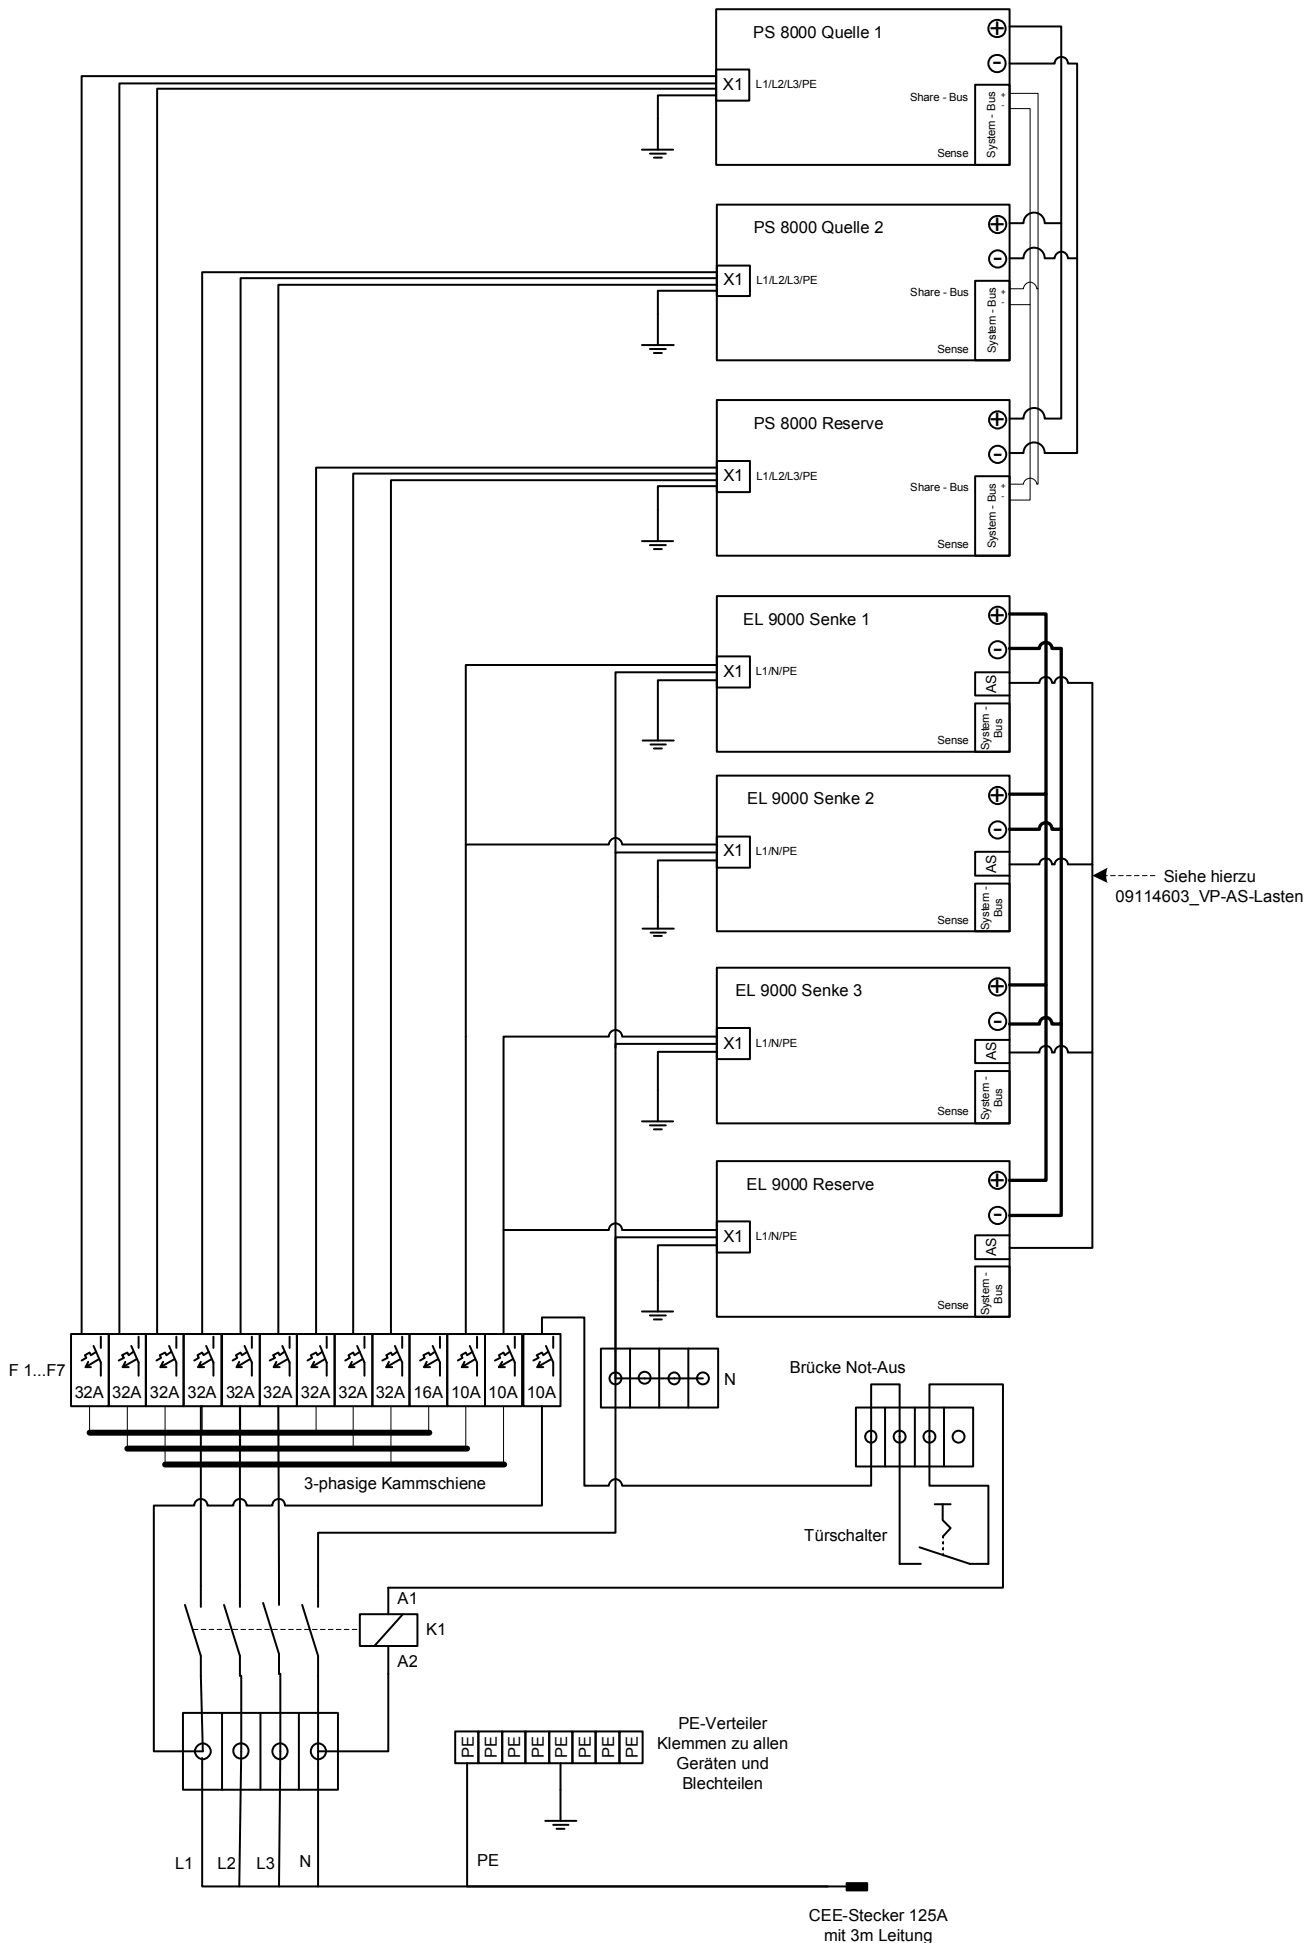 PS 8000 Quelle 1
X1
L1/L2/L3/PE
Share - Bus
System - Bus
+
-
Sense
PS 8000 Quelle 2
X1
L1/L2/L3/PE
Share - Bus
System - Bus
+
-
Sense
PS 8000 Reserve
X1
L1/L2/L3/PE
Share - Bus
System - Bus
+
-
Sense
EL 9000 Senke 1
X1
L1/N/PE
AS
System -
Bus
Sense
EL 9000 Senke 2
X1
L1/N/PE
AS
System -
Bus
Sense
Siehe hierzu
09114603_VP-AS-Lasten
EL 9000 Senke 3
X1
L1/N/PE
AS
System -
Bus
Sense
EL 9000 Reserve
X1
L1/N/PE
AS
System -
Bus
Sense
F 1...F7
32A 32A 32A 32A 32A 32A 32A 32A 32A 16A 10A 10A 10A
N
Brücke Not-Aus
3-phasige Kammschiene
Türschalter
A1
K1
A2
PE PE PE PE PE PE PE PE
PE-Verteiler
Klemmen zu allen
Geräten und
Blechteilen
L1 L2 L3 N
PE
CEE-Stecker 125A
mit 3m Leitung